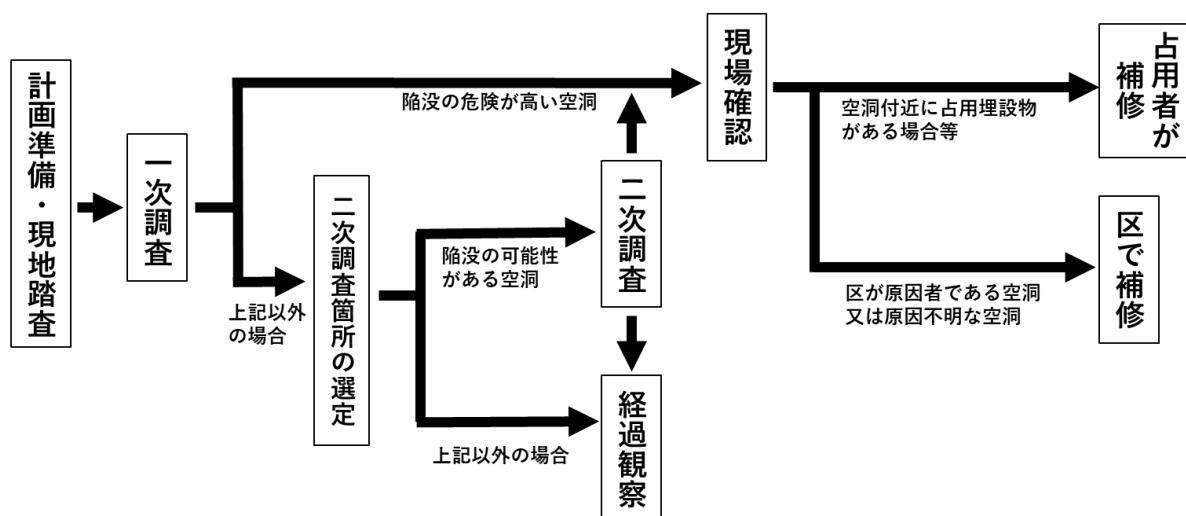 計画準備・現地踏査
一次調査
陥没の危険が高い空洞
上記以外
の場合
二次調査箇所の選定
陥没の可能性
がある空洞
上記以外の場合
二次調査
経過観察
現場確認
空洞付近に占用埋設物
がある場合等
占用者が
補修
区が原因者である空洞
又は原因不明な空洞
区で補修